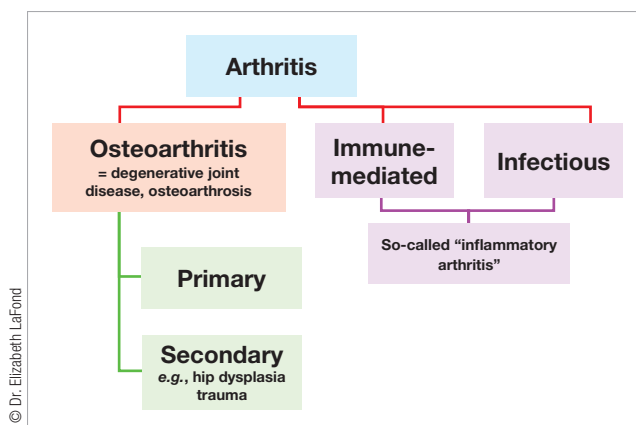 Arthritis
Osteoarthritis
= degenerative joint
disease, osteoarthrosis
Immune-
mediated
Infectious
So-called “inflammatory
arthritis”
Primary
Secondary
e.g., hip dysplasia
trauma
© Dr. Elizabeth LaFond